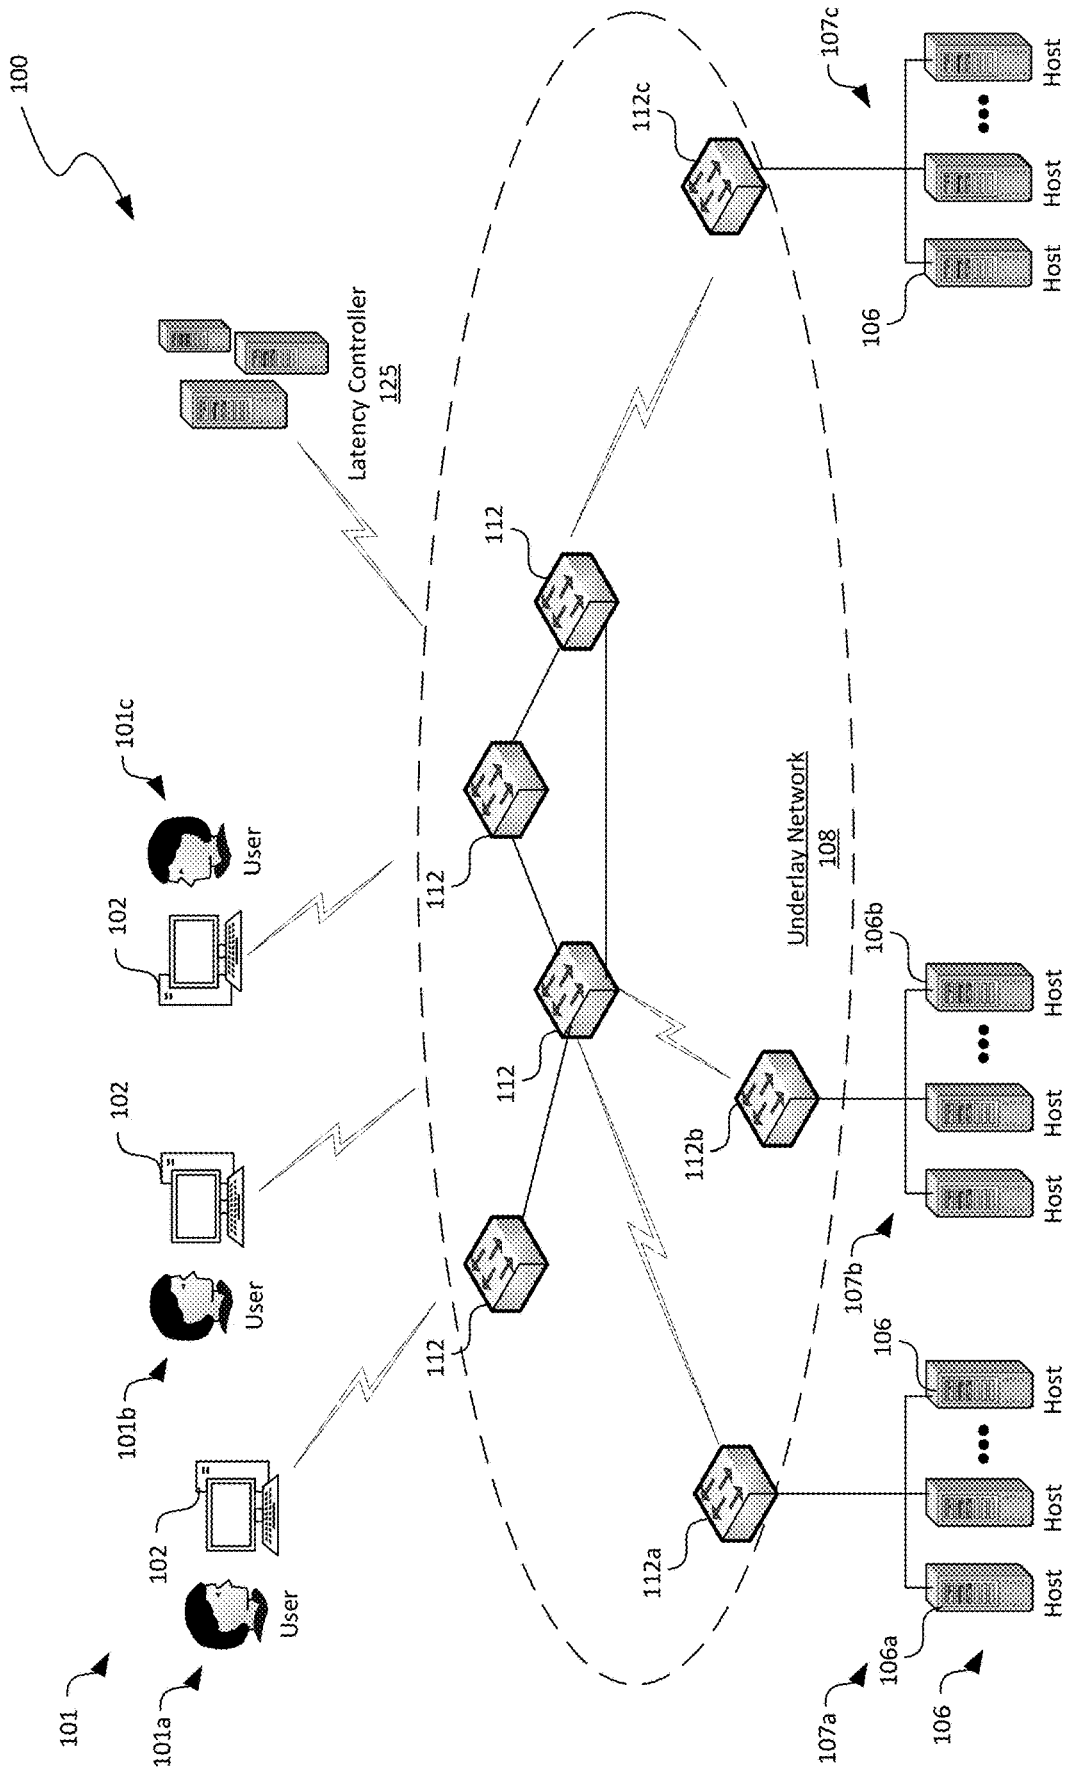 100
101
101a
102
User
101b
102
User
102
101c
User
Latency Controller
125
112
112
112
112
112a
112b
112c
Underlay Network
108
107a
106
106a
106
Host
Host
Host
107b
106b
Host
Host
Host
107c
106
Host
Host
Host